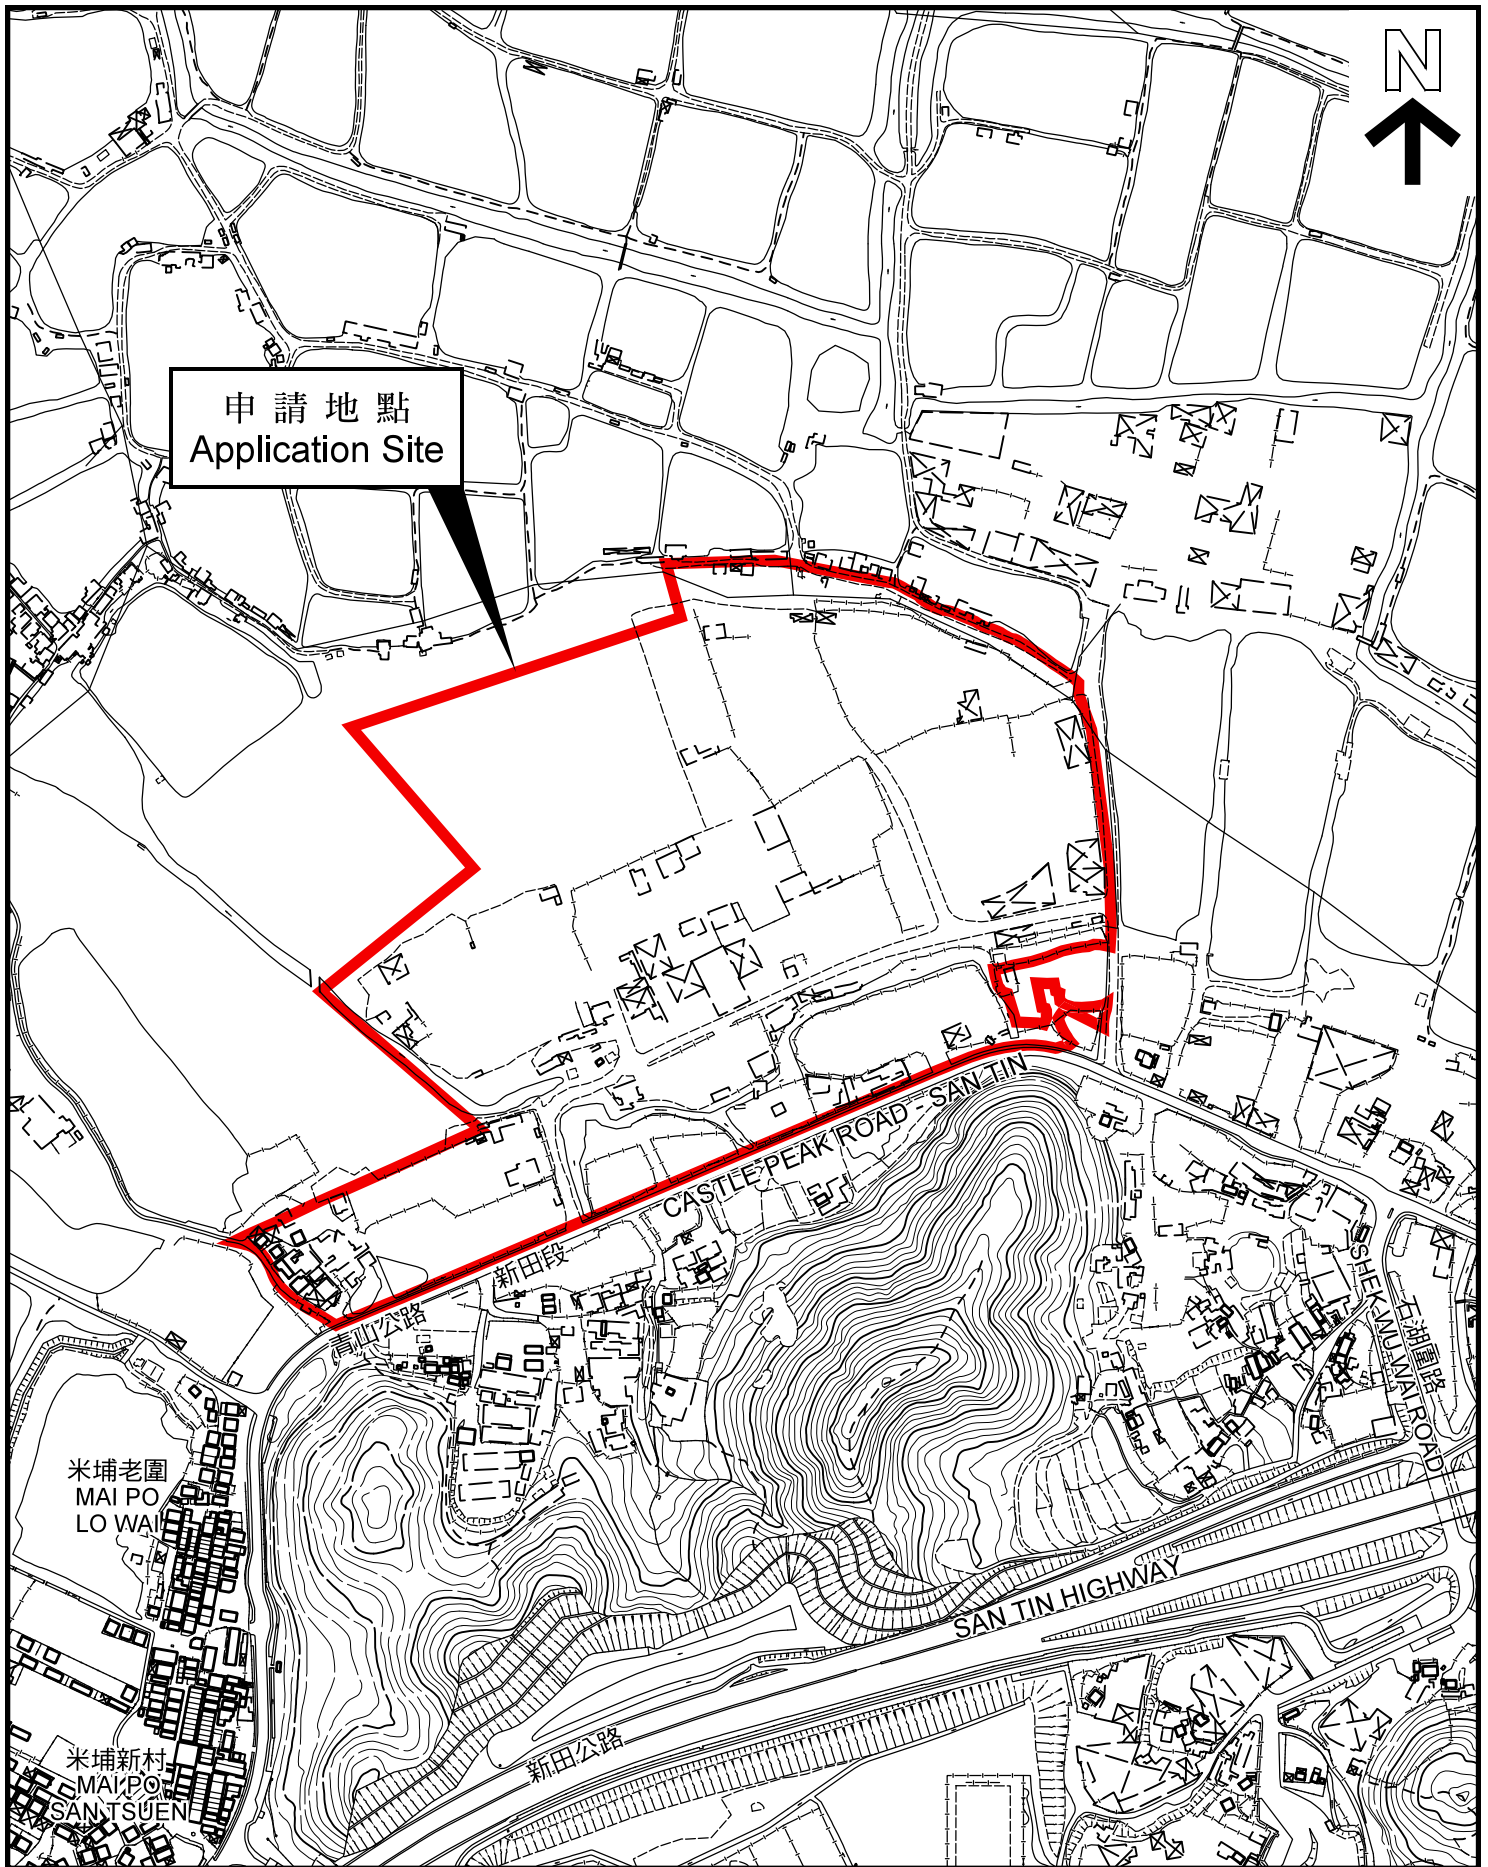 N
申請地點
Application Site
CASTLE PEAK ROAD - SAN TIN
新田段
青山公路
SHEK WU WAI ROAD
石湖圍路
米埔老圍
MAI PO
LO WAI
SAN TIN HIGHWAY
新田公路
米埔新村
MAI PO
SAN TSUEN